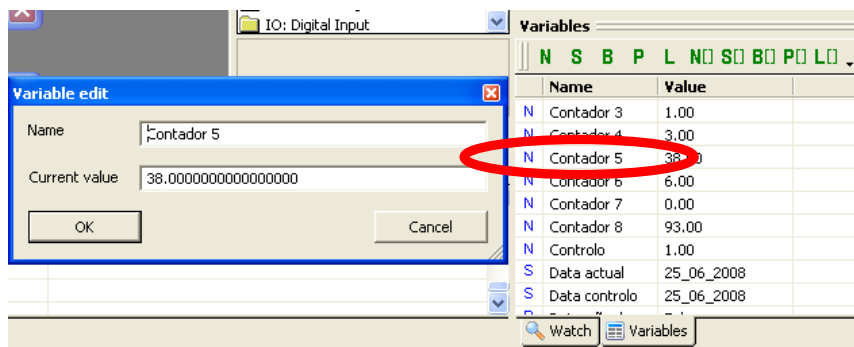 IO: Digital Input
Variables
N S B P L N[] S[] B[] P[] L[]
Name Value
N Contador 3 1.00
N Contador 4 3.00
N Contador 5
N Contador 6 6.00
N Contador 7 0.00
N Contador 8 93.00
N Controlo 1.00
S Data actual 25_06_2008
S Data controlo 25_06_2008
Watch Variables
Variable edit
Name Contador 5
Current value 38.0000000000000000
OK Cancel